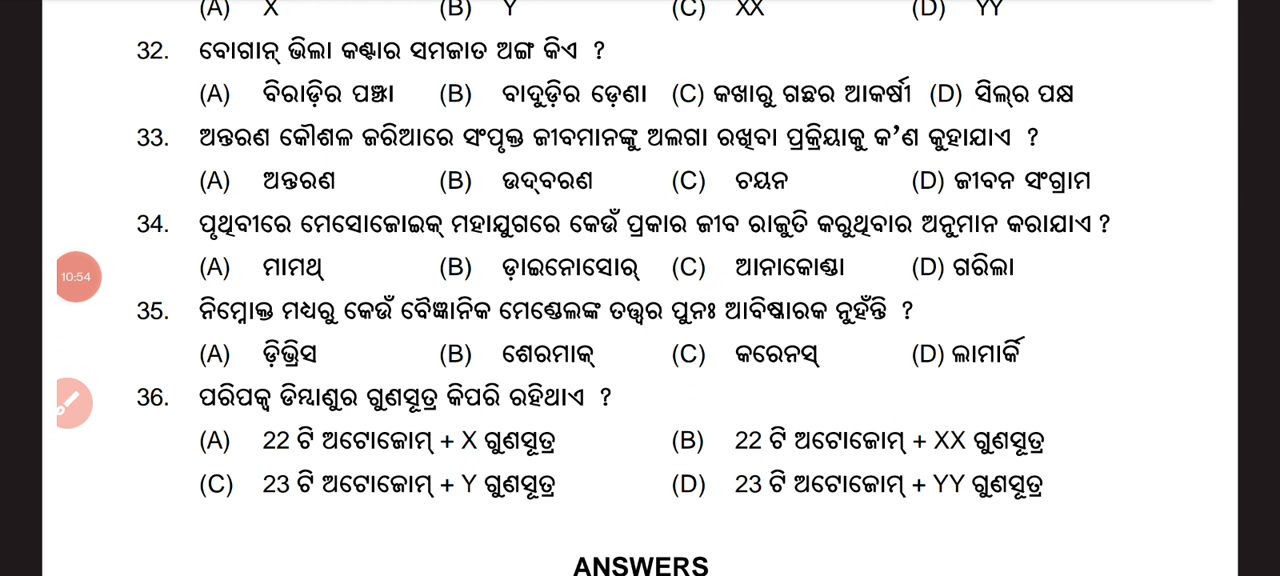 (A) X (B) Y (C) XX (D) YY
32. ବୋଗାନ୍ ଭିଲା କଣ୍ଟାର ସମଜାତ ଅଙ୍ଗ କିଏ ?
(A) ବିରାଡ଼ିର ପଞ୍ଝା (B) ବାଦୁଡ଼ିର ଡ଼େଣା (C) କଖାରୁ ଗଛର ଆକର୍ଷୀ (D) ସିଲ୍‌ର ପକ୍ଷ
33. ଅନ୍ତରଣ କୌଶଳ ଜରିଆରେ ସଂପୃକ୍ତ ଜୀବମାନଙ୍କୁ ଅଲଗା ରଖିବା ପ୍ରକ୍ରିୟାକୁ କ’ଣ କୁହାଯାଏ ?
(A) ଅନ୍ତରଣ (B) ଉଦ୍‌ବରଣ (C) ଚୟନ (D) ଜୀବନ ସଂଗ୍ରାମ
34. ପୃଥିବୀରେ ମେସୋଜୋଇକ୍ ମହାଯୁଗରେ କେଉଁ ପ୍ରକାର ଜୀବ ରାଜୁତି କରୁଥିବାର ଅନୁମାନ କରାଯାଏ ?
(A) ମାମଥ୍ (B) ଡ଼ାଇନୋସୋର୍ (C) ଆନାକୋଣ୍ଡା (D) ଗରିଲା
10:54
35. ନିମ୍ନୋକ୍ତ ମଧ୍ୟରୁ କେଉଁ ବୈଜ୍ଞାନିକ ମେଣ୍ଡେଲଙ୍କ ତତ୍ତ୍ୱର ପୁନଃ ଆବିଷ୍କାରକ ନୁହଁନ୍ତି ?
(A) ଡ଼ିଭ୍ରିସ (B) ଶେରମାକ୍ (C) କରେନସ୍ (D) ଲାମାର୍କି
36. ପରିପକ୍ୱ ଡିମ୍ବାଣୁର ଗୁଣସୂତ୍ର କିପରି ରହିଥାଏ ?
(A) 22 ଟି ଅଟୋଜୋମ୍ + X ଗୁଣସୂତ୍ର (B) 22 ଟି ଅଟୋଜୋମ୍ + XX ଗୁଣସୂତ୍ର
(C) 23 ଟି ଅଟୋଜୋମ୍ + Y ଗୁଣସୂତ୍ର (D) 23 ଟି ଅଟୋଜୋମ୍ + YY ଗୁଣସୂତ୍ର
ANSWERS